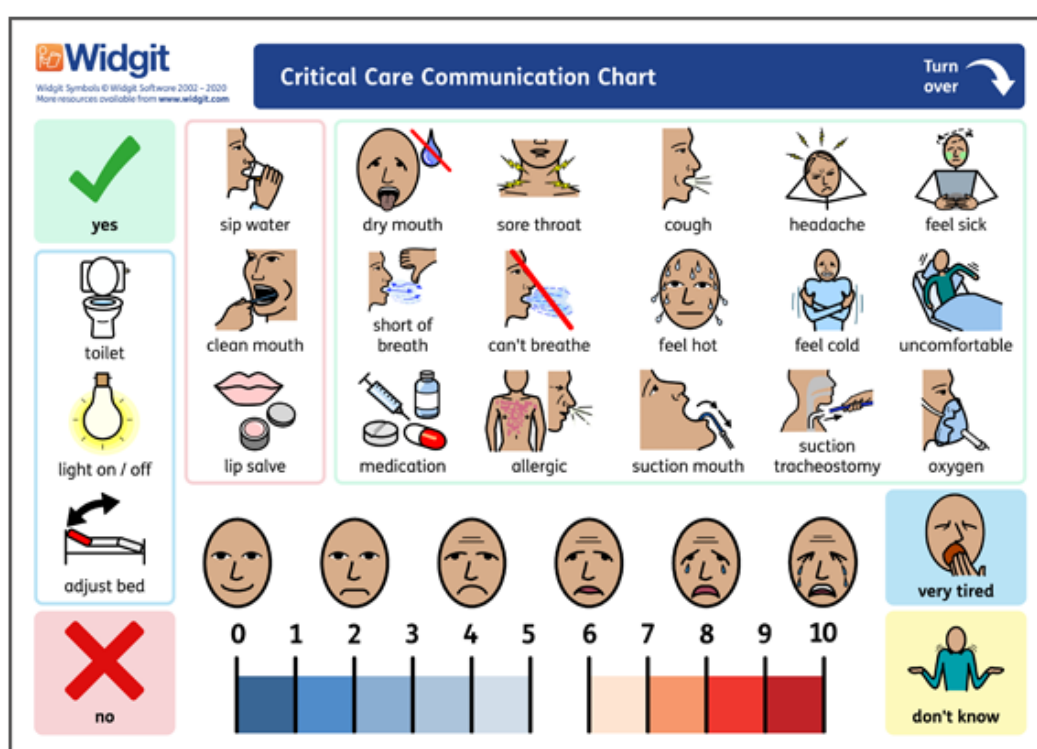 Widgit
Widgit Symbols © Widgit Software 2002 - 2020
More resources available from www.widgit.com
Critical Care Communication Chart
Turn
over
yes
sip water
dry mouth
sore throat
cough
headache
feel sick
toilet
clean mouth
short of
breath
can't breathe
feel hot
feel cold
uncomfortable
light on / off
lip salve
medication
allergic
suction mouth
suction
tracheostomy
oxygen
adjust bed
very tired
no
0 1 2 3 4 5 6 7 8 9 10
don't know